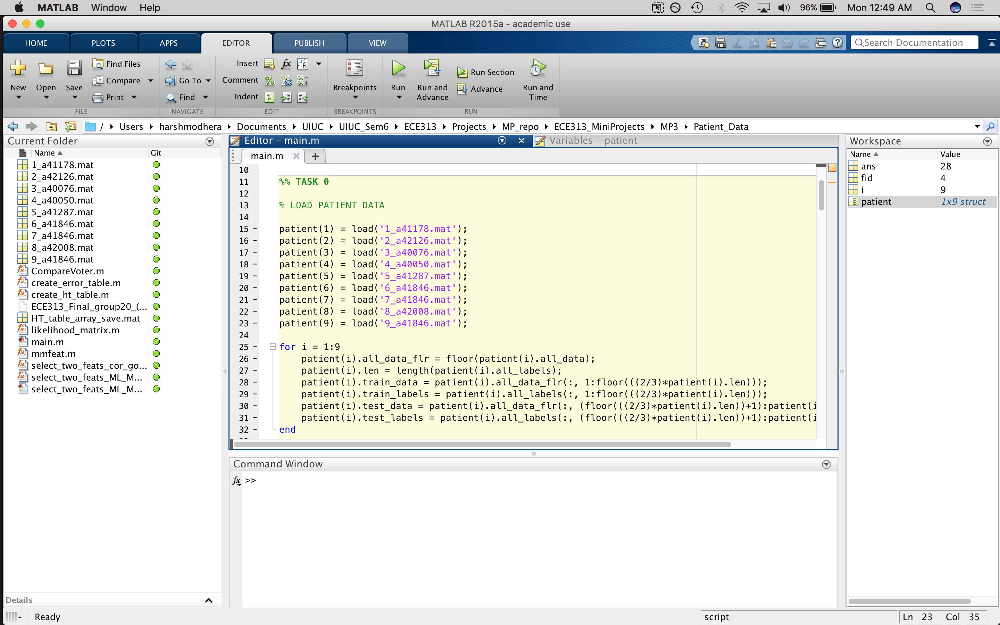 MATLAB Window Help 96% Mon 12:49 AM
MATLAB R2015a - academic use
HOME PLOTS APPS EDITOR PUBLISH VIEW Search Documentation
New Open Save Find Files Compare Print FILE
Go To Find NAVIGATE
Insert fx fi
Comment
Indent
EDIT
Breakpoints BREAKPOINTS
Run Run and Advance Run Section Advance Run and Time RUN
/ Users harshmodhera Documents UIUC UIUC_Sem6 ECE313 Projects MP_repo ECE313_MiniProjects MP3 Patient_Data
Current Folder
Name Git
1_a41178.mat
2_a42126.mat
3_a40076.mat
4_a40050.mat
5_a41287.mat
6_a41846.mat
7_a41846.mat
8_a42008.mat
9_a41846.mat
CompareVoter.m
create_error_table.m
create_ht_table.m
ECE313_Final_group20_(...
HT_table_array_save.mat
likelihood_matrix.m
main.m
mmfeat.m
select_two_feats_cor_go...
select_two_feats_ML_M...
select_two_feats_ML_M...
Details
Editor - main.m
Variables - patient
main.m +
10
11 %% TASK 0
12
13 % LOAD PATIENT DATA
14
15 - patient(1) = load('1_a41178.mat');
16 - patient(2) = load('2_a42126.mat');
17 - patient(3) = load('3_a40076.mat');
18 - patient(4) = load('4_a40050.mat');
19 - patient(5) = load('5_a41287.mat');
20 - patient(6) = load('6_a41846.mat');
21 - patient(7) = load('7_a41846.mat');
22 - patient(8) = load('8_a42008.mat');
23 - patient(9) = load('9_a41846.mat');
24
25 - for i = 1:9
26 - patient(i).all_data_flr = floor(patient(i).all_data);
27 - patient(i).len = length(patient(i).all_labels);
28 - patient(i).train_data = patient(i).all_data_flr(:, 1:floor(((2/3)*patient(i).len)));
29 - patient(i).train_labels = patient(i).all_labels(:, 1:floor(((2/3)*patient(i).len)));
30 - patient(i).test_data = patient(i).all_data_flr(:, (floor(((2/3)*patient(i).len))+1):patient(i
31 - patient(i).test_labels = patient(i).all_labels(:, (floor(((2/3)*patient(i).len))+1):patient(i
32 - end
Command Window
fx >>
Workspace
Name Value
ans 28
fid 4
i 9
patient 1x9 struct
Ready
script Ln 23 Col 35